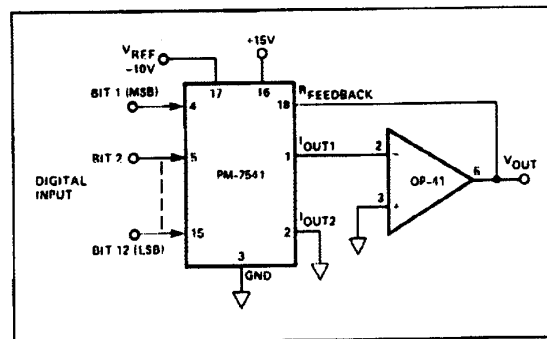 VREF
-10V
+15V
17
16
BIT 1 (MSB)
4
18
RFEEDBACK
BIT 2
5
PM-7541
1
IOUT1
2
-
OP-41
6
VOUT
DIGITAL
INPUT
3
+
BIT 12 (LSB)
15
2
IOUT2
3
GND